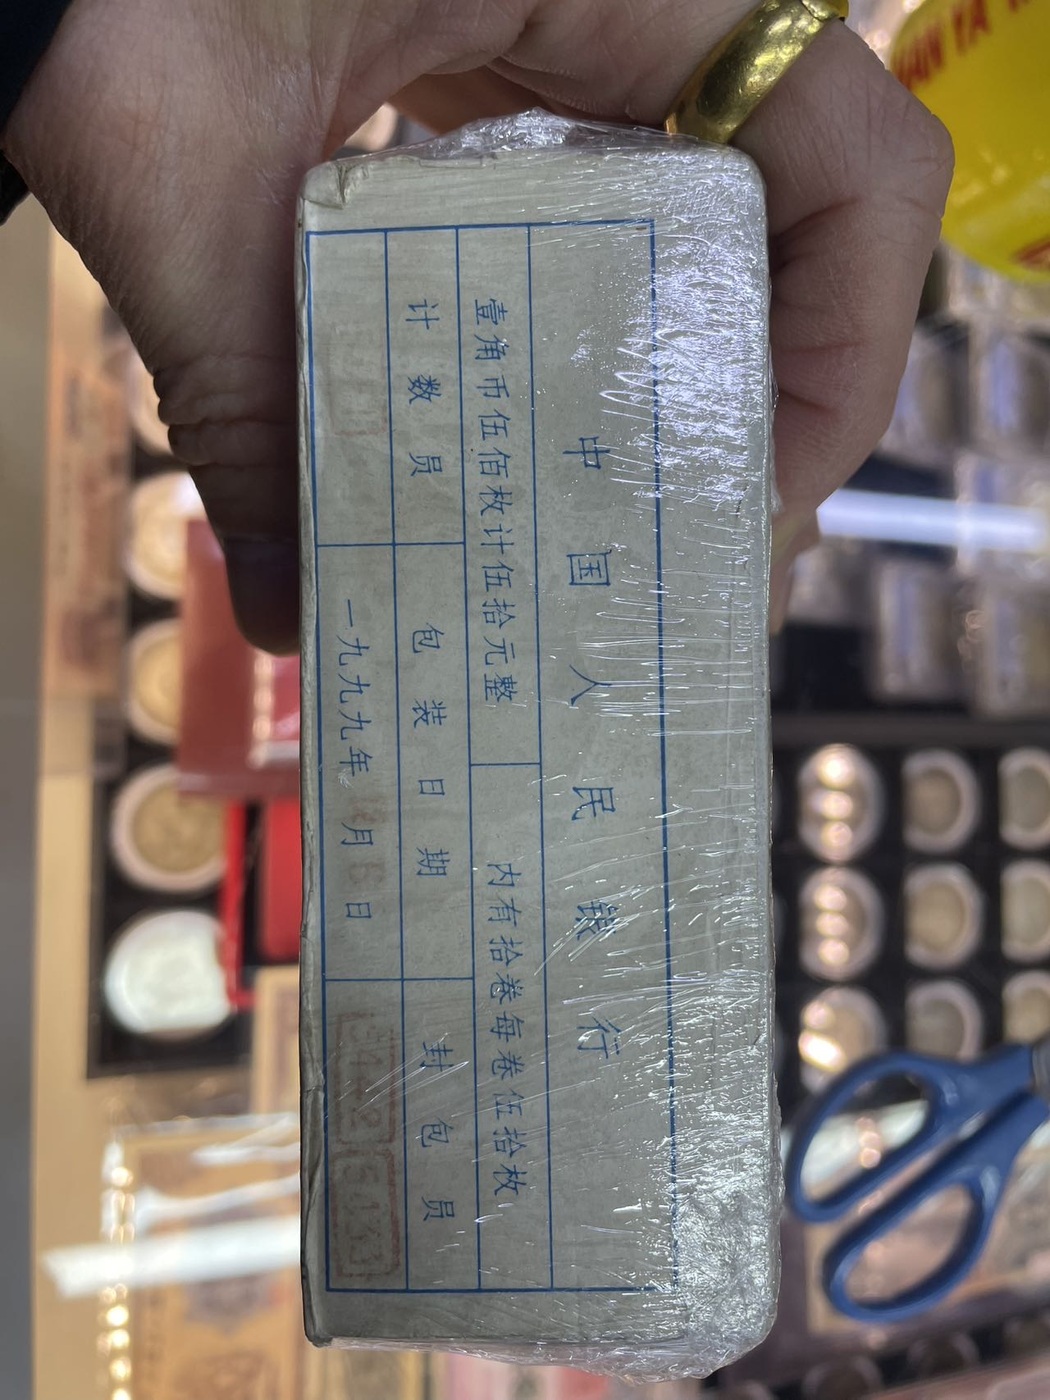 中国人民银行
壹角币伍佰枚计伍拾元整
内有拾卷每卷伍拾枚
计数员
包装日期
封包员
一九九九年 月 日